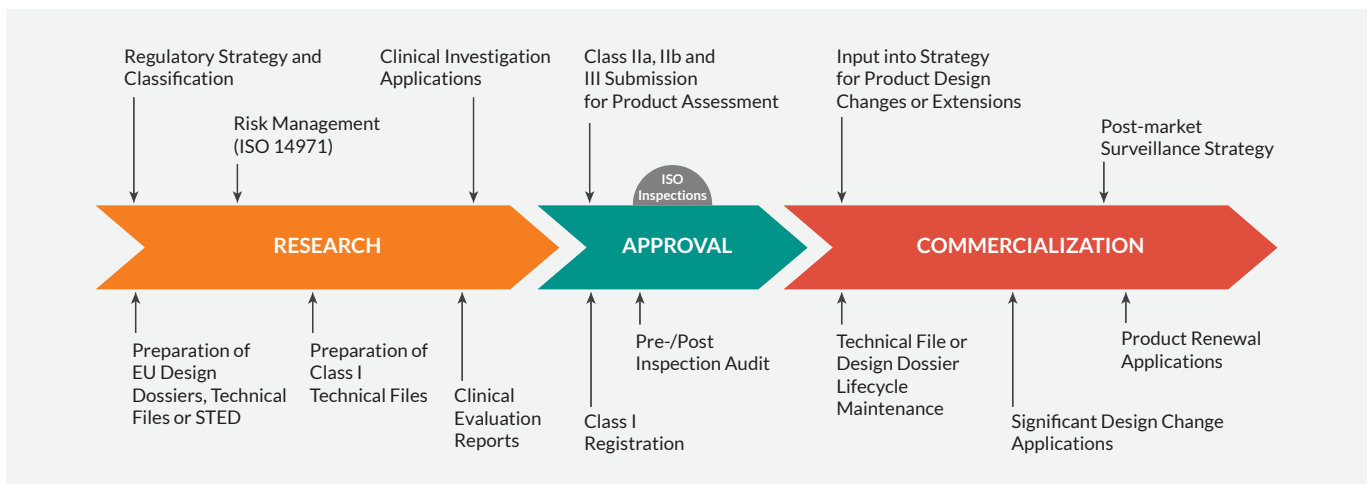 Regulatory Strategy and
Classification
Risk Management
(ISO 14971)
Clinical Investigation
Applications
Class IIa, IIb and
III Submission
for Product Assessment
ISO
Inspections
Input into Strategy
for Product Design
Changes or Extensions
Post-market
Surveillance Strategy
RESEARCH
APPROVAL
COMMERCIALIZATION
Preparation of
EU Design
Dossiers, Technical
Files or STED
Preparation of
Class I
Technical Files
Clinical
Evaluation
Reports
Class I
Registration
Pre-/Post
Inspection Audit
Technical File or
Design Dossier
Lifecycle
Maintenance
Significant Design Change
Applications
Product Renewal
Applications